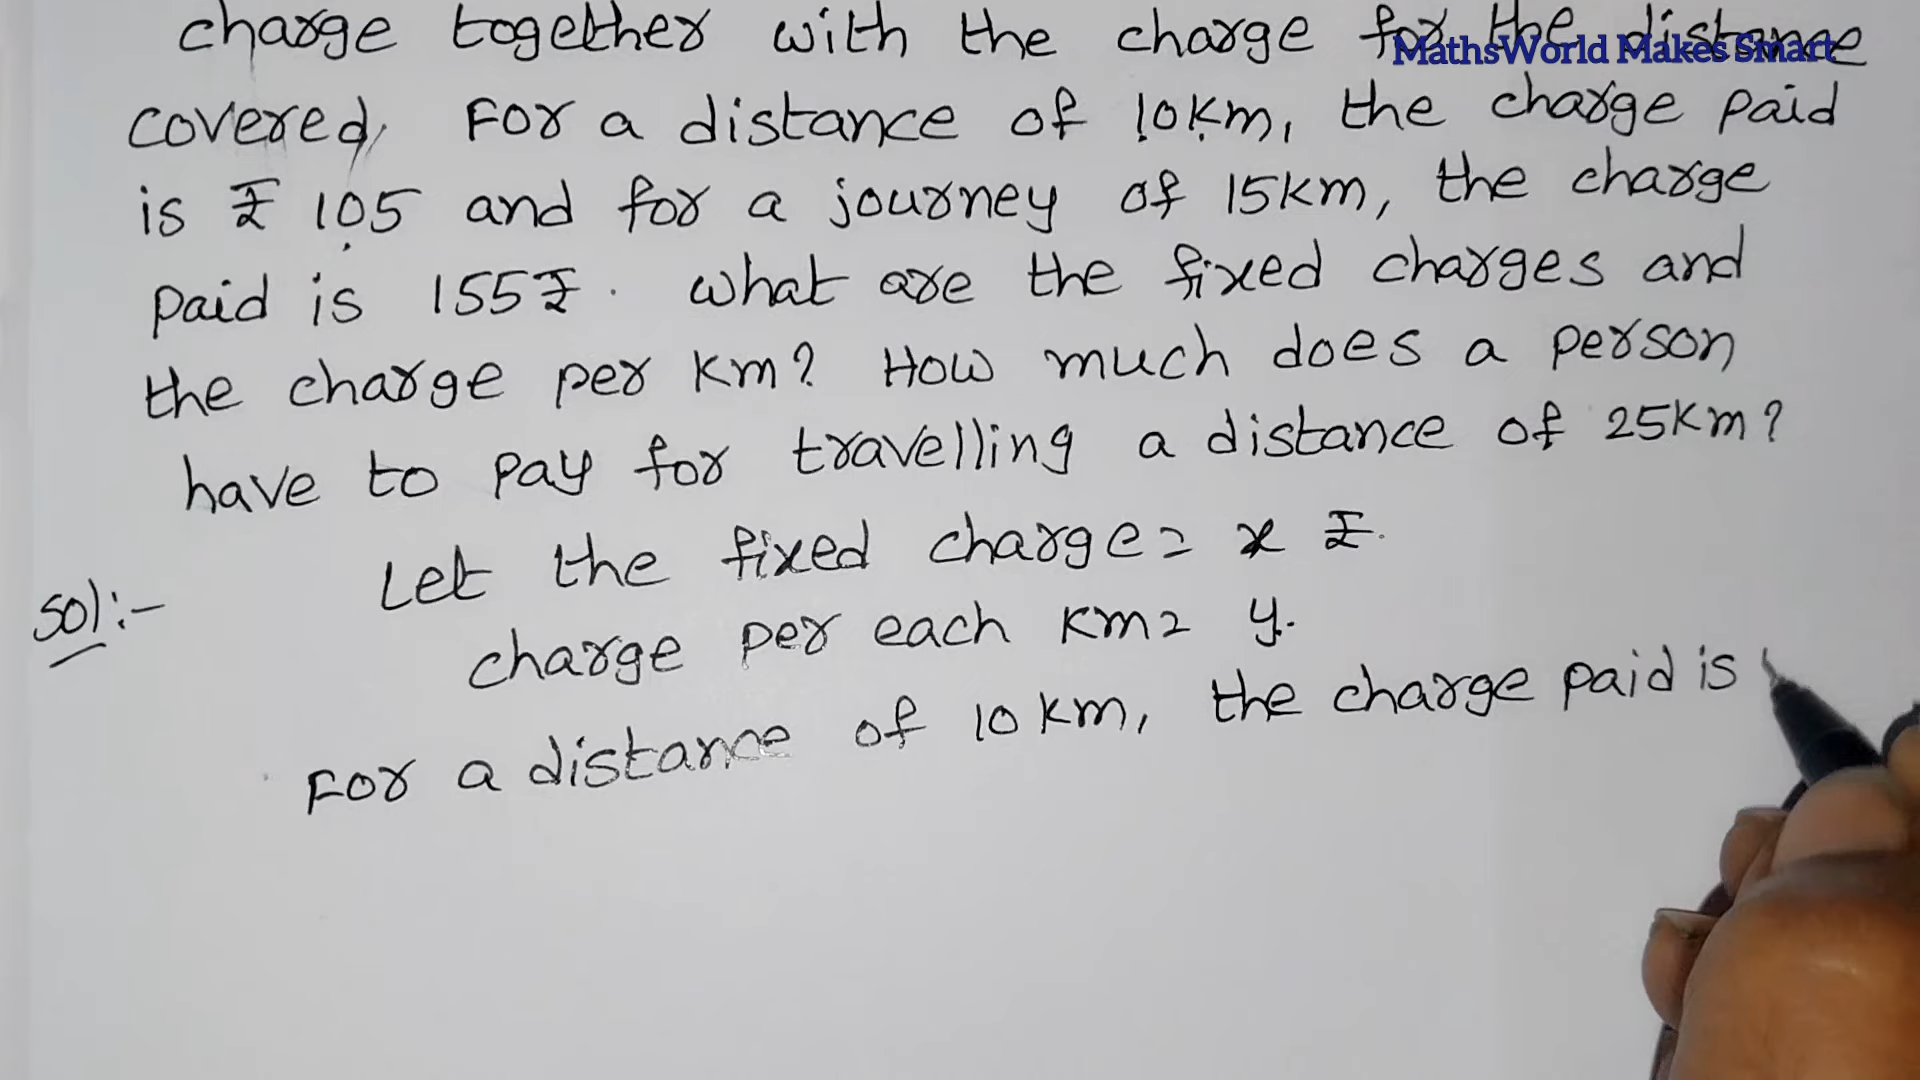 charge together with the charge for the distance
MathsWorld Makes Smart
covered, For a distance of 10km, the charge paid
is ₹ 105 and for a journey of 15km, the charge
paid is 155₹. what are the fixed charges and
the charge per km? How much does a person
have to pay for travelling a distance of 25km?
Sol:- Let the fixed charge = x ₹.
charge per each km = y.
For a distance of 10 km, the charge paid is